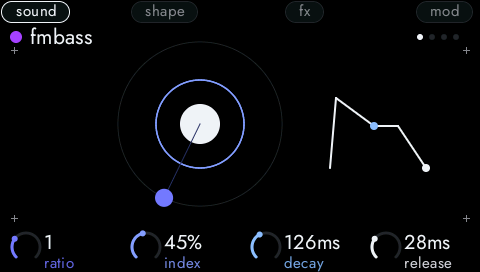 sound shape fx mod
fmbass
1 45% 126ms 28ms
ratio index decay release